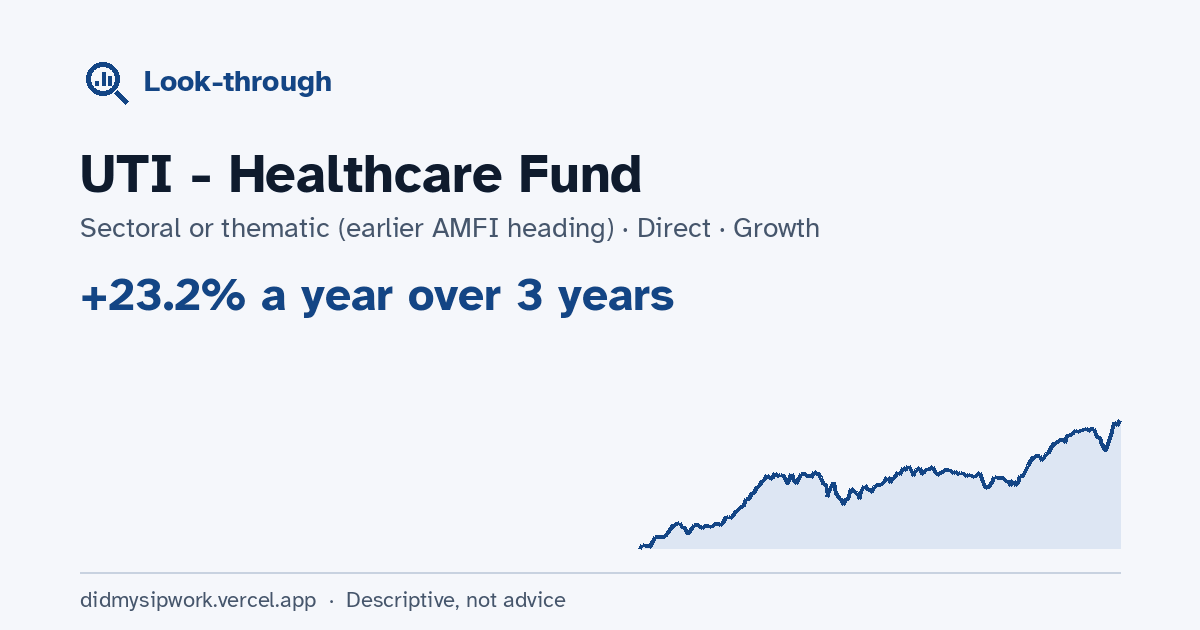 Look-through
UTI - Healthcare Fund
Sectoral or thematic (earlier AMFI heading) · Direct · Growth
+23.2% a year over 3 years
didmysipwork.vercel.app · Descriptive, not advice